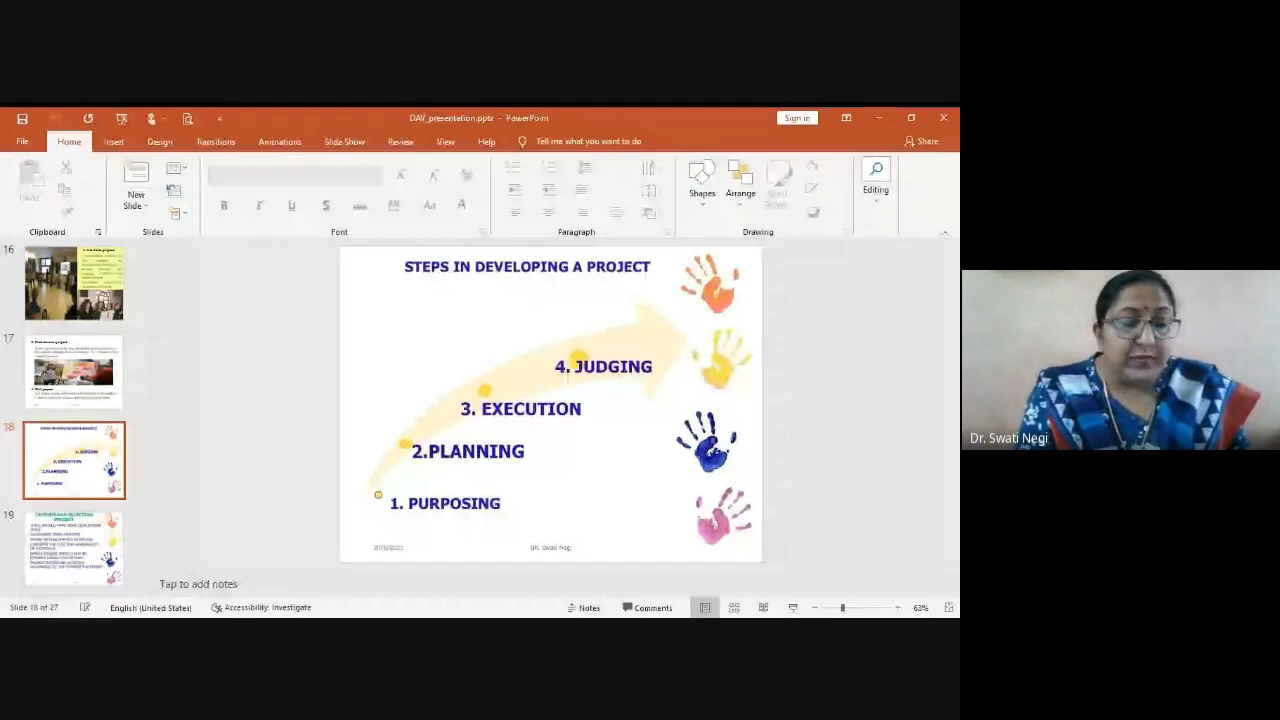 DAV_presentation.pptx - PowerPoint
Sign in
File Home Insert Design Transitions Animations Slide Show Review View Help Tell me what you want to do Share
New
Slide
Shapes Arrange Editing
Clipboard Slides Font Paragraph Drawing
16
17
18
19
STEPS IN DEVELOPING A PROJECT
4. JUDGING
3. EXECUTION
2.PLANNING
1. PURPOSING
DR. Swati Negi
Tap to add notes
Slide 18 of 27 English (United States) Accessibility: Investigate Notes Comments 63%
Dr. Swati Negi